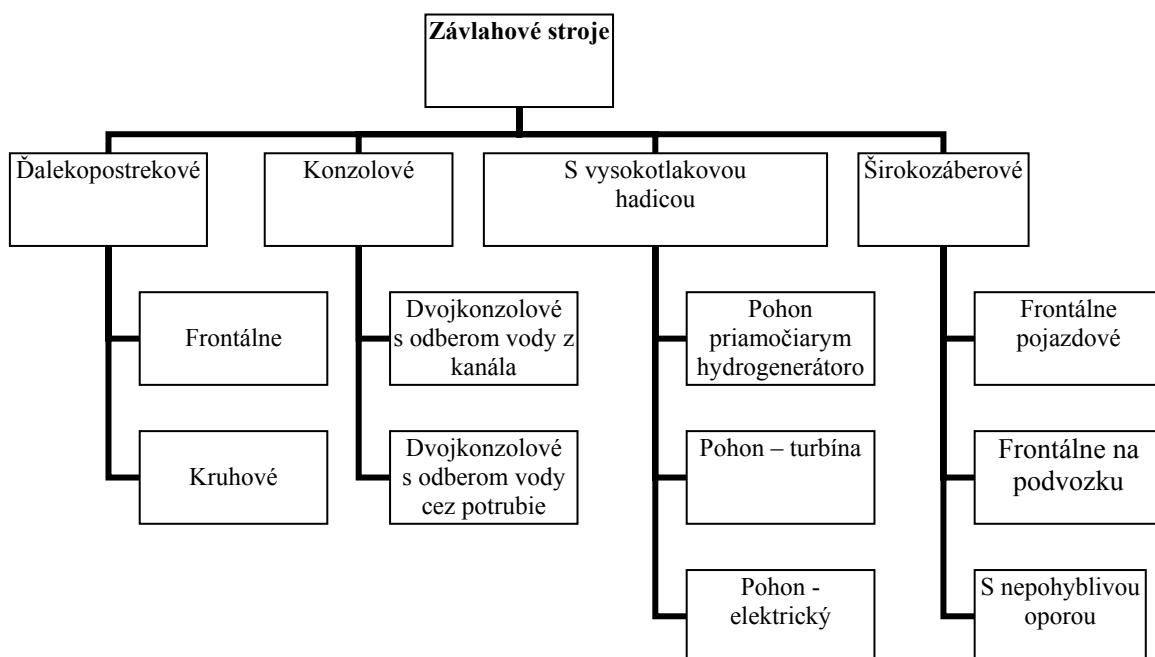 Závlahové stroje
Ďalekopostrekové
Konzolové
S vysokotlakovou
hadicou
Širokozáberové
Frontálne
Dvojkonzolové
s odberom vody z
kanála
Pohon
priamočiarym
hydrogenerátoro
Frontálne
pojazdové
Kruhové
Dvojkonzolové
s odberom vody
cez potrubie
Pohon – turbína
Frontálne na
podvozku
Pohon -
elektrický
S nepohyblivou
oporou